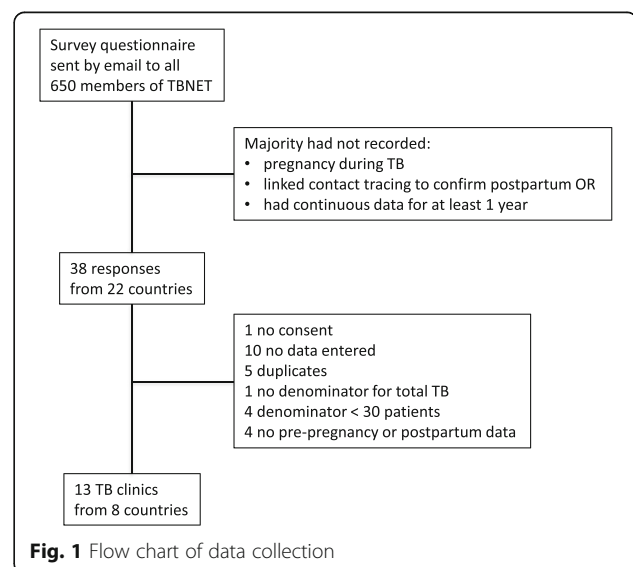 Survey questionnaire
sent by email to all
650 members of TBNET
Majority had not recorded:
• pregnancy during TB
• linked contact tracing to confirm postpartum OR
• had continuous data for at least 1 year
38 responses
from 22 countries
1 no consent
10 no data entered
5 duplicates
1 no denominator for total TB
4 denominator < 30 patients
4 no pre-pregnancy or postpartum data
13 TB clinics
from 8 countries
Fig. 1 Flow chart of data collection